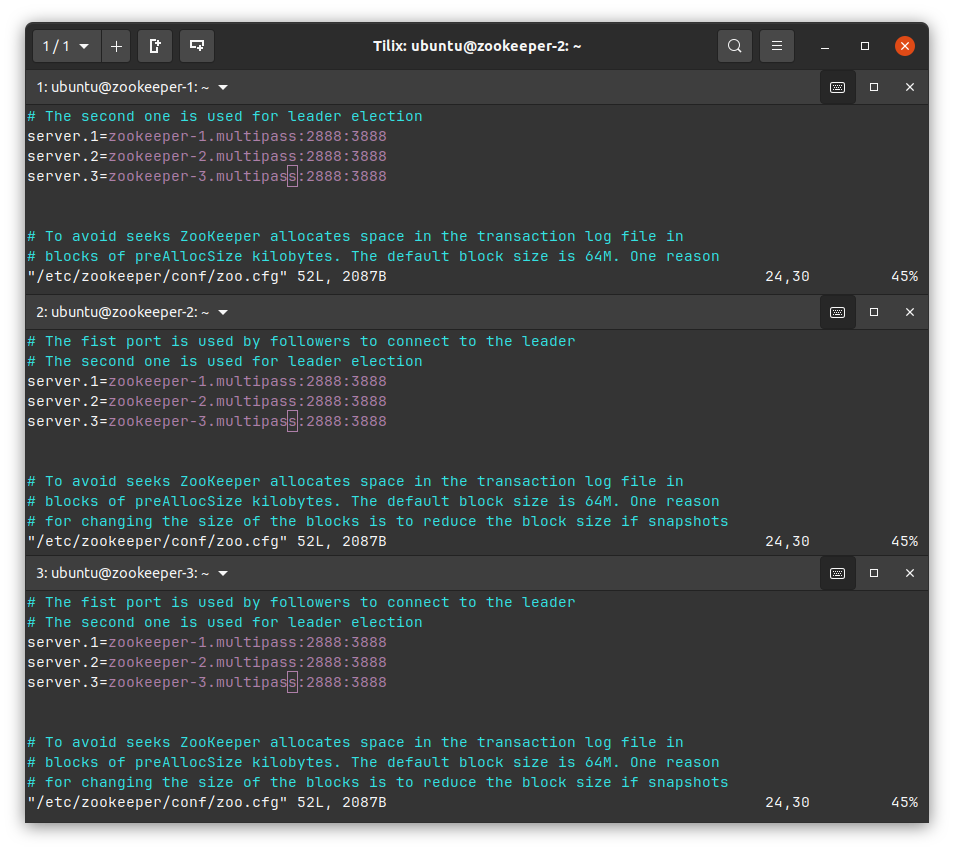 1 / 1
Tilix: ubuntu@zookeeper-2: ~
1: ubuntu@zookeeper-1: ~
# The second one is used for leader election
server.1=zookeeper-1.multipass:2888:3888
server.2=zookeeper-2.multipass:2888:3888
server.3=zookeeper-3.multipass:2888:3888
# To avoid seeks ZooKeeper allocates space in the transaction log file in
# blocks of preAllocSize kilobytes. The default block size is 64M. One reason
"/etc/zookeeper/conf/zoo.cfg" 52L, 2087B 24,30 45%
2: ubuntu@zookeeper-2: ~
# The fist port is used by followers to connect to the leader
# The second one is used for leader election
server.1=zookeeper-1.multipass:2888:3888
server.2=zookeeper-2.multipass:2888:3888
server.3=zookeeper-3.multipass:2888:3888
# To avoid seeks ZooKeeper allocates space in the transaction log file in
# blocks of preAllocSize kilobytes. The default block size is 64M. One reason
# for changing the size of the blocks is to reduce the block size if snapshots
"/etc/zookeeper/conf/zoo.cfg" 52L, 2087B 24,30 45%
3: ubuntu@zookeeper-3: ~
# The fist port is used by followers to connect to the leader
# The second one is used for leader election
server.1=zookeeper-1.multipass:2888:3888
server.2=zookeeper-2.multipass:2888:3888
server.3=zookeeper-3.multipass:2888:3888
# To avoid seeks ZooKeeper allocates space in the transaction log file in
# blocks of preAllocSize kilobytes. The default block size is 64M. One reason
# for changing the size of the blocks is to reduce the block size if snapshots
"/etc/zookeeper/conf/zoo.cfg" 52L, 2087B 24,30 45%